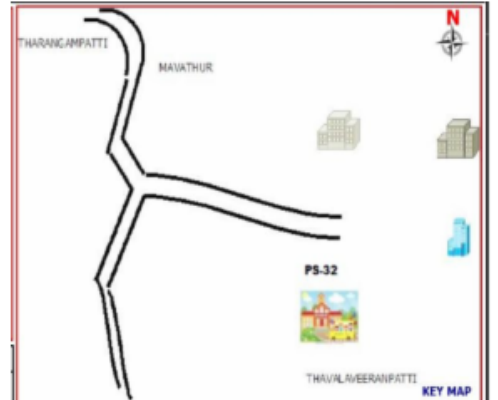 N
THARANGAMPATTI
MAVATHUR
PS-32
THAVALAVEERANPATTI
KEY MAP